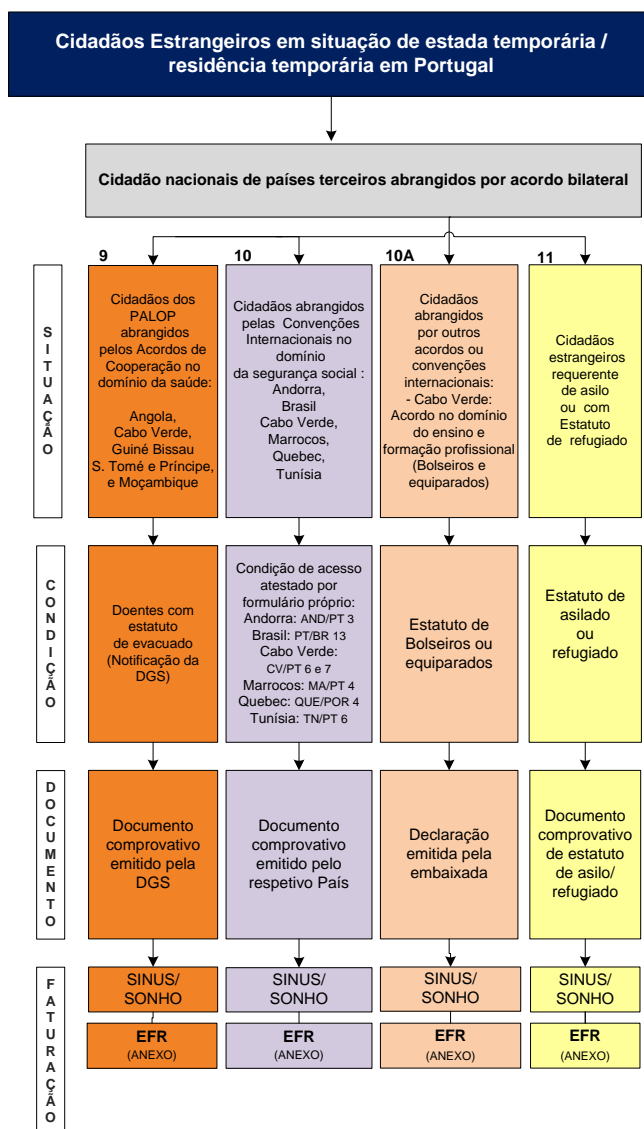 Cidadãos Estrangeiros em situação de estada temporária /
residência temporária em Portugal
Cidadão nacionais de países terceiros abrangidos por acordo bilateral
SITUAÇÃO
9
Cidadãos dos
PALOP
abrangidos
pelos Acordos de
Cooperação no
domínio da saúde:
Angola,
Cabo Verde,
Guiné Bissau
S. Tomé e Príncipe,
e Moçambique
10
Cidadãos abrangidos
pelas Convenções
Internacionais no
domínio
da segurança social :
Andorra,
Brasil
Cabo Verde,
Marrocos,
Quebec,
Tunísia
10A
Cidadãos
abrangidos
por outros
acordos ou
convenções
internacionais:
- Cabo Verde:
Acordo no domínio
do ensino e
formação profissional
(Bolseiros e
equiparados)
11
Cidadãos
estrangeiros
requerente
de asilo
ou com
Estatuto
de refugiado
CONDIÇÃO
Doentes com
estatuto
de evacuado
(Notificação da
DGS)
Condição de acesso
atestado por
formulário próprio:
Andorra: AND/PT 3
Brasil: PT/BR 13
Cabo Verde:
CV/PT 6 e 7
Marrocos: MA/PT 4
Quebec: QUE/POR 4
Tunísia: TN/PT 6
Estatuto de
Bolseiros ou
equiparados
Estatuto de
asilado
ou
refugiado
DOCUMENTO
Documento
comprovativo
emitido pela
DGS
Documento
comprovativo
emitido pelo
respetivo País
Declaração
emitida pela
embaixada
Documento
comprovativo
de estatuto
de asilo/
refugiado
FATURAÇÃO
SINUS/
SONHO
EFR
(ANEXO)
SINUS/
SONHO
EFR
(ANEXO)
SINUS/
SONHO
EFR
(ANEXO)
SINUS/
SONHO
EFR
(ANEXO)